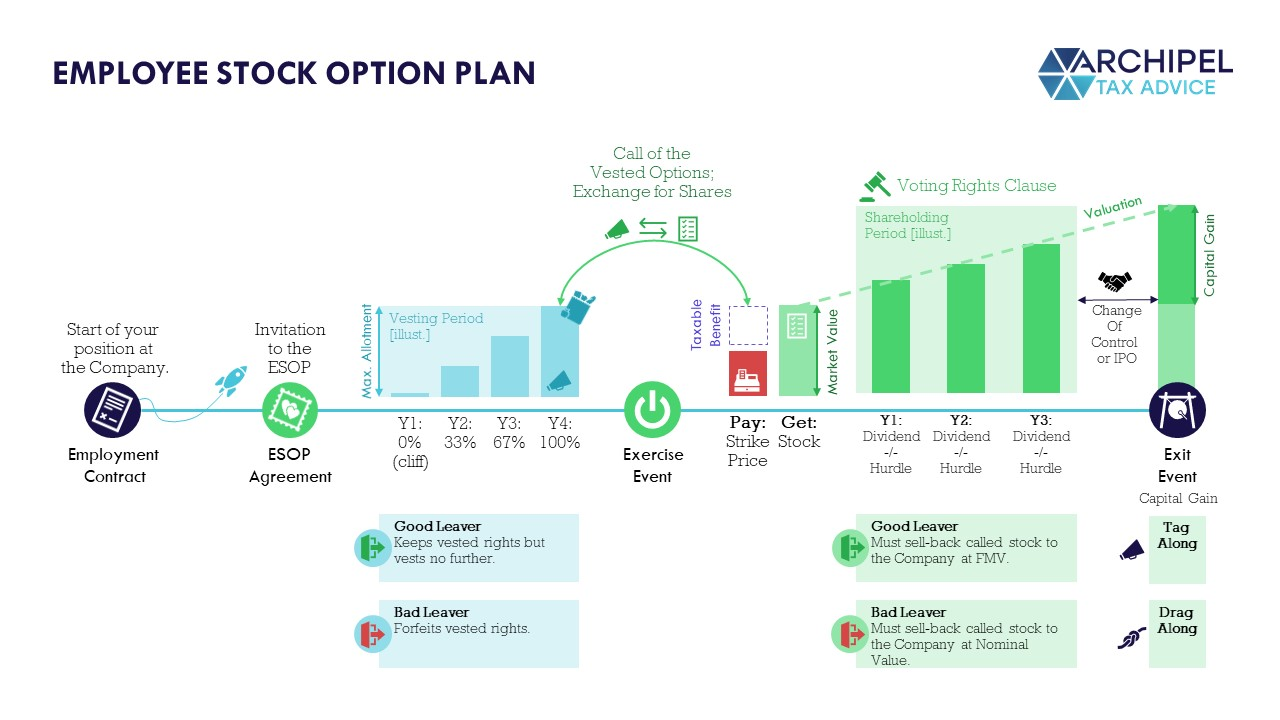 EMPLOYEE STOCK OPTION PLAN
ARCHIPEL
TAX ADVICE
Start of your
position at
the Company.
Employment
Contract
Invitation
to the
ESOP
ESOP
Agreement
Max. Allotment
Vesting Period
[illust.]
Y1:
0%
(cliff)
Y2:
33%
Y3:
67%
Y4:
100%
Call of the
Vested Options;
Exchange for Shares
Exercise
Event
Taxable
Benefit
Market Value
Pay:
Strike
Price
Get:
Stock
Voting Rights Clause
Shareholding
Period [illust.]
Valuation
Y1:
Dividend
-/-
Hurdle
Y2:
Dividend
-/-
Hurdle
Y3:
Dividend
-/-
Hurdle
Change
Of
Control
or IPO
Capital Gain
Exit
Event
Capital Gain
Good Leaver
Keeps vested rights but
vests no further.
Bad Leaver
Forfeits vested rights.
Good Leaver
Must sell-back called stock to
the Company at FMV.
Bad Leaver
Must sell-back called stock to
the Company at Nominal
Value.
Tag
Along
Drag
Along